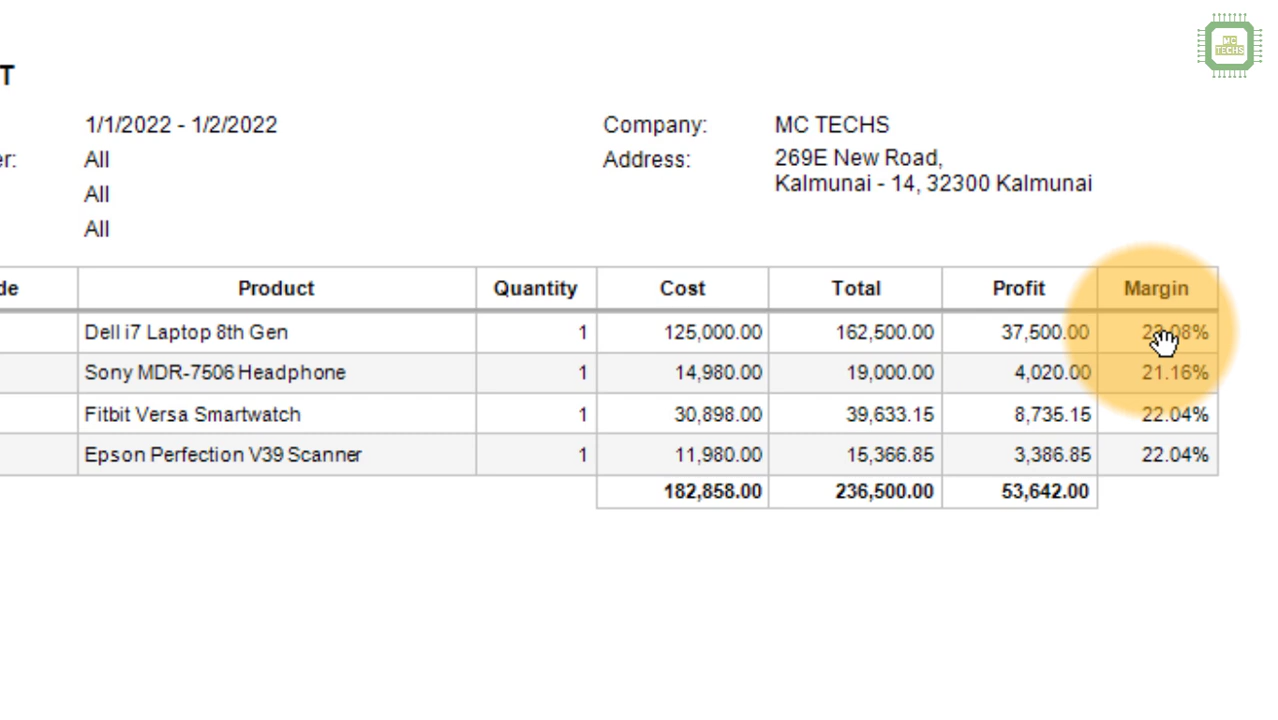 MC
TECHS
T
1/1/2022 - 1/2/2022
Company: MC TECHS
er: All
Address: 269E New Road,
Kalmunai - 14, 32300 Kalmunai
All
All
de Product Quantity Cost Total Profit Margin
Dell i7 Laptop 8th Gen 1 125,000.00 162,500.00 37,500.00 23.08%
Sony MDR-7506 Headphone 1 14,980.00 19,000.00 4,020.00 21.16%
Fitbit Versa Smartwatch 1 30,898.00 39,633.15 8,735.15 22.04%
Epson Perfection V39 Scanner 1 11,980.00 15,366.85 3,386.85 22.04%
182,858.00 236,500.00 53,642.00